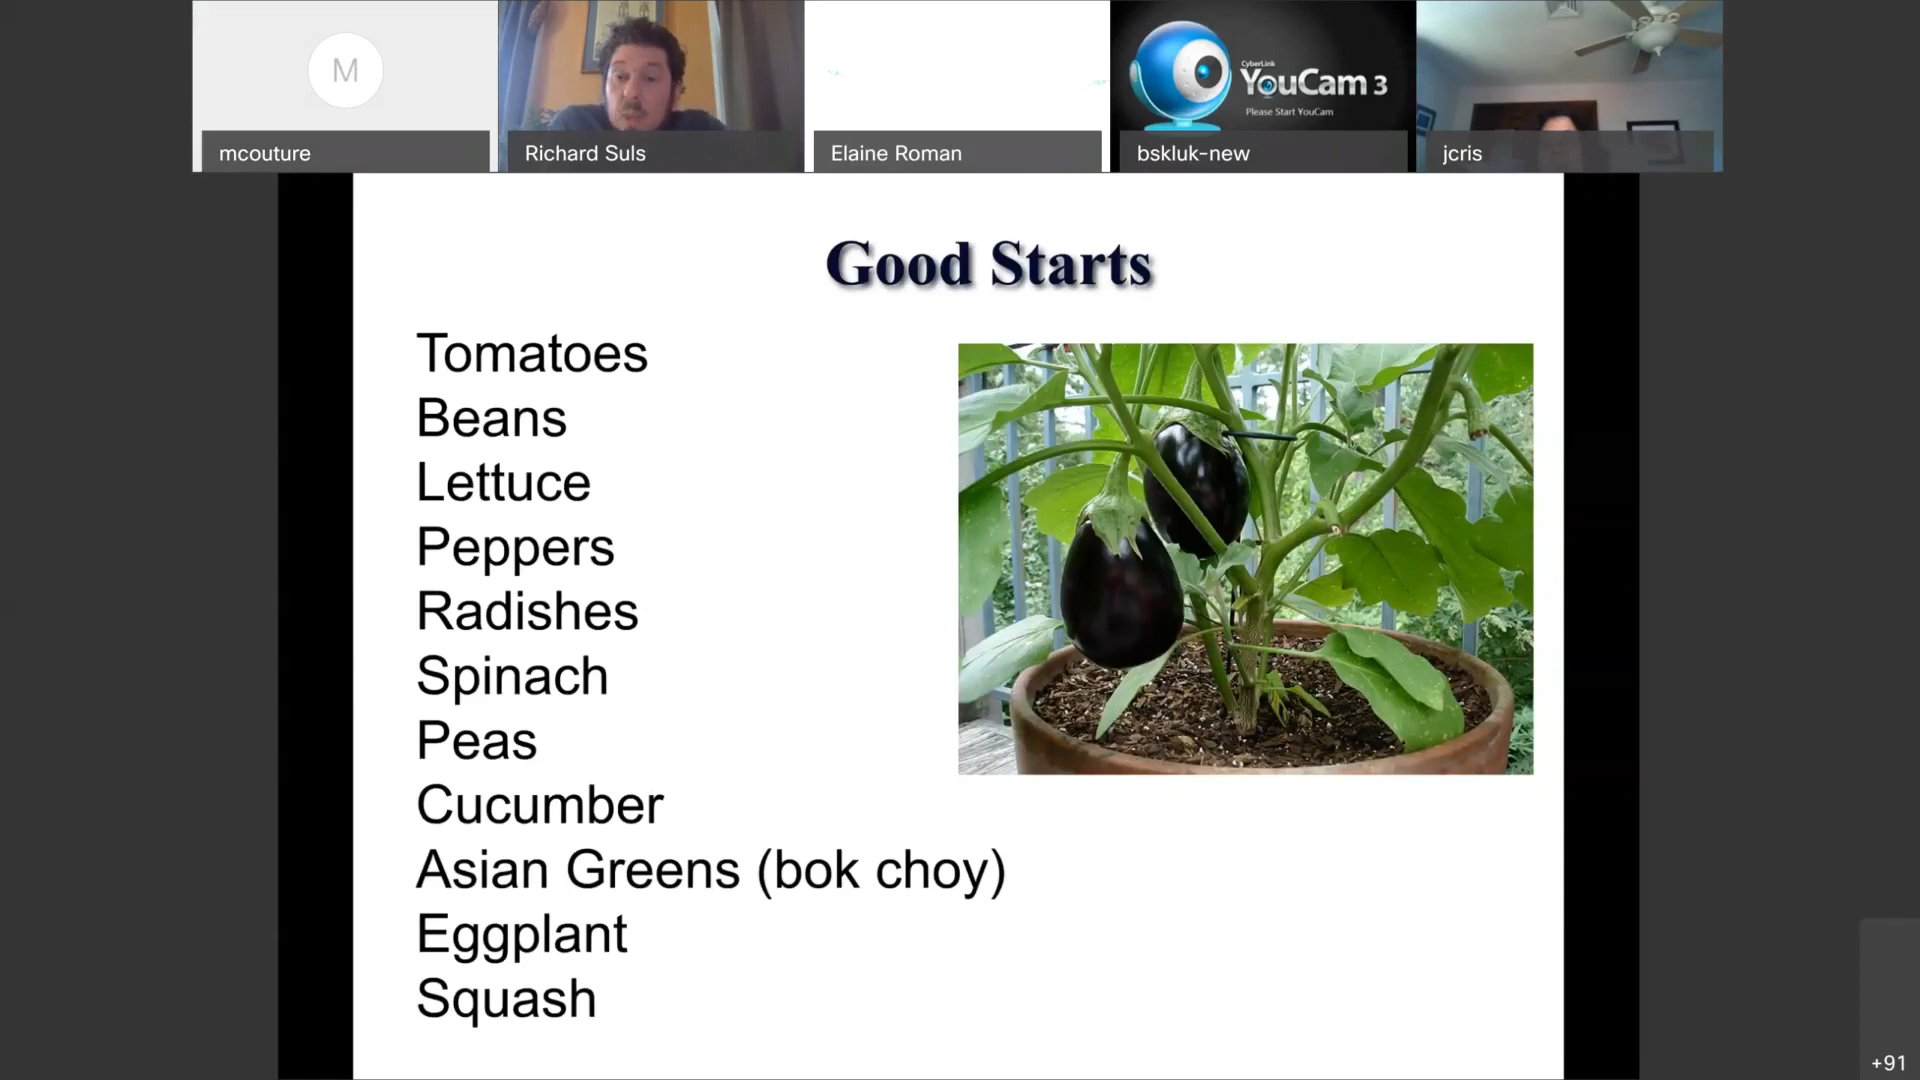 M
mcouture
Richard Suls
Elaine Roman
CyberLink
YouCam 3
Please Start YouCam
bskluk-new
jcris
Good Starts
Tomatoes
Beans
Lettuce
Peppers
Radishes
Spinach
Peas
Cucumber
Asian Greens (bok choy)
Eggplant
Squash
+91